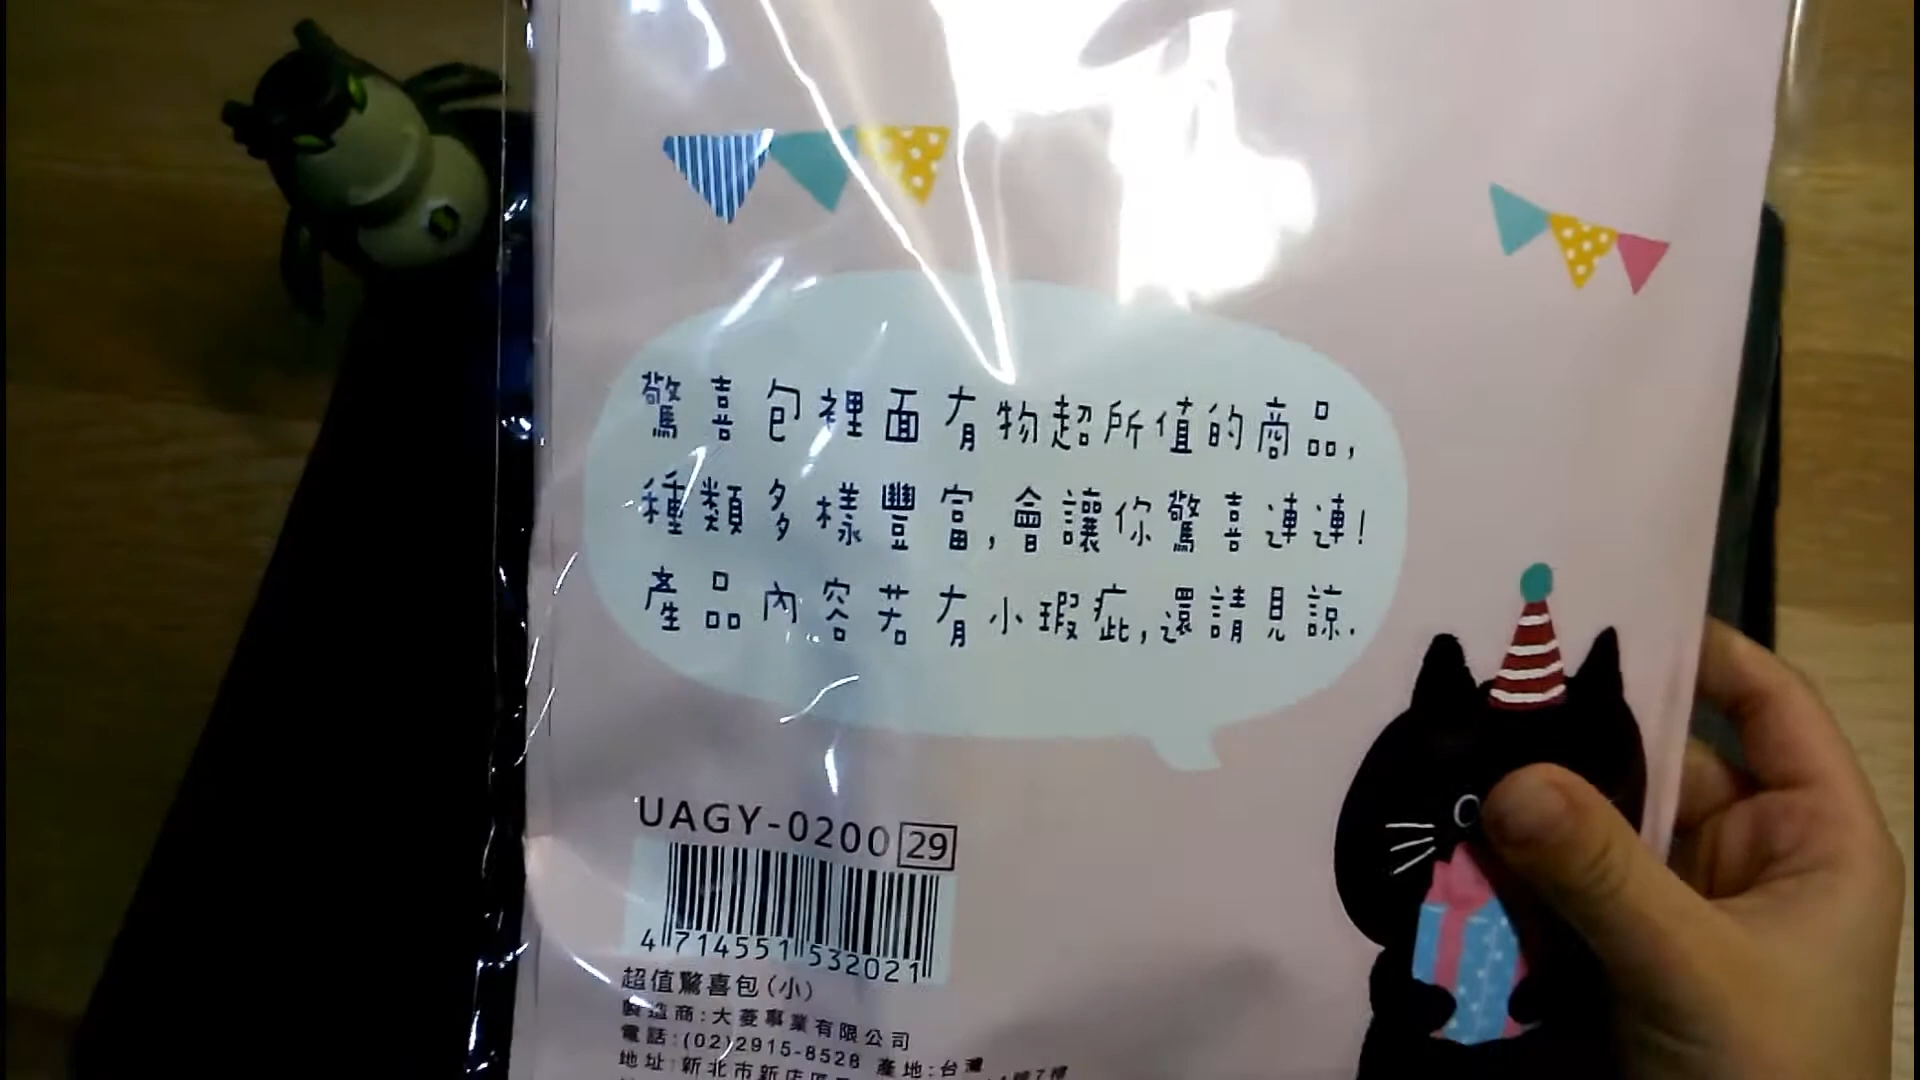 驚喜包裡面有物超所值的商品,
種類多樣豐富,會讓你驚喜連連!
產品內容若有小瑕疵,還請見諒.
UAGY-0200 29
4 714551 532021
超值驚喜包(小)
製造商:大菱事業有限公司
電話:(02)2915-8528 產地:台灣
地址:新北市新店區